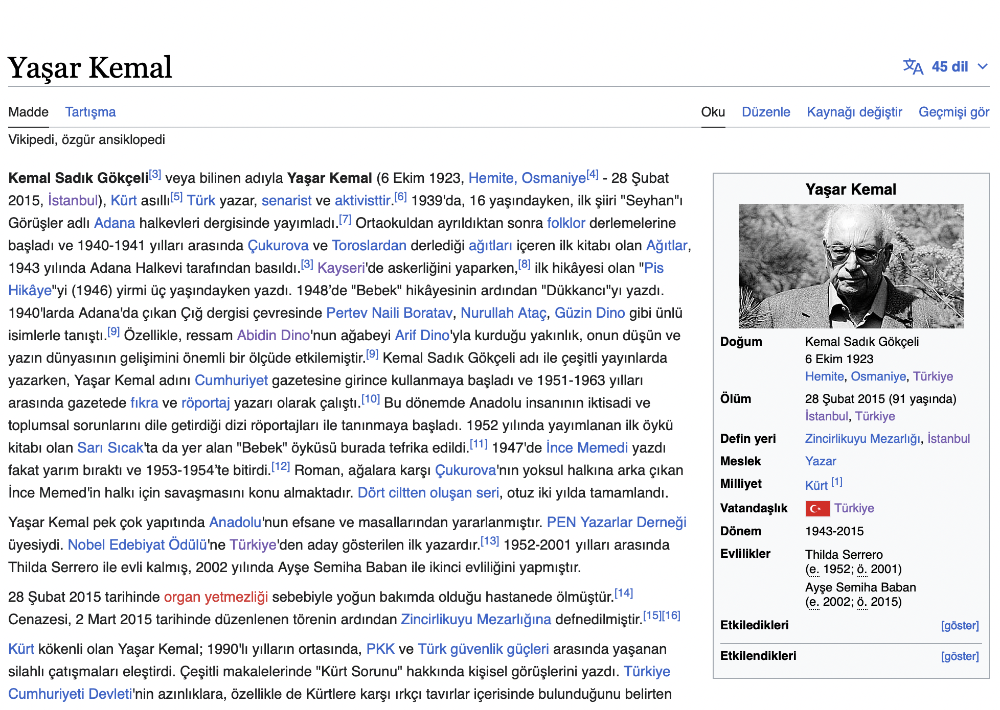 Yaşar Kemal
45 dil
Madde Tartışma
Oku Düzenle Kaynağı değiştir Geçmişi gör
Vikipedi, özgür ansiklopedi
Kemal Sadık Gökçeli[3] veya bilinen adıyla Yaşar Kemal (6 Ekim 1923, Hemite, Osmaniye[4] - 28 Şubat
2015, İstanbul), Kürt asıllı[5] Türk yazar, senarist ve aktivisttir.[6] 1939'da, 16 yaşındayken, ilk şiiri "Seyhan"ı
Görüşler adlı Adana halkevleri dergisinde yayımladı.[7] Ortaokuldan ayrıldıktan sonra folklor derlemelerine
başladı ve 1940-1941 yılları arasında Çukurova ve Toroslardan derlediği ağıtları içeren ilk kitabı olan Ağıtlar,
1943 yılında Adana Halkevi tarafından basıldı.[3] Kayseri'de askerliğini yaparken,[8] ilk hikâyesi olan "Pis
Hikâye"yi (1946) yirmi üç yaşındayken yazdı. 1948’de "Bebek" hikâyesinin ardından "Dükkancı"yı yazdı.
1940'larda Adana'da çıkan Çığ dergisi çevresinde Pertev Naili Boratav, Nurullah Ataç, Güzin Dino gibi ünlü
isimlerle tanıştı.[9] Özellikle, ressam Abidin Dino'nun ağabeyi Arif Dino'yla kurduğu yakınlık, onun düşün ve
yazın dünyasının gelişimini önemli bir ölçüde etkilemiştir.[9] Kemal Sadık Gökçeli adı ile çeşitli yayınlarda
yazarken, Yaşar Kemal adını Cumhuriyet gazetesine girince kullanmaya başladı ve 1951-1963 yılları
arasında gazetede fıkra ve röportaj yazarı olarak çalıştı.[10] Bu dönemde Anadolu insanının iktisadi ve
toplumsal sorunlarını dile getirdiği dizi röportajları ile tanınmaya başladı. 1952 yılında yayımlanan ilk öykü
kitabı olan Sarı Sıcak'ta da yer alan "Bebek" öyküsü burada tefrika edildi.[11] 1947'de İnce Memedi yazdı
fakat yarım bıraktı ve 1953-1954’te bitirdi.[12] Roman, ağalara karşı Çukurova'nın yoksul halkına arka çıkan
İnce Memed'in halkı için savaşmasını konu almaktadır. Dört ciltten oluşan seri, otuz iki yılda tamamlandı.
Yaşar Kemal pek çok yapıtında Anadolu'nun efsane ve masallarından yararlanmıştır. PEN Yazarlar Derneği
üyesiydi. Nobel Edebiyat Ödülü'ne Türkiye'den aday gösterilen ilk yazardır.[13] 1952-2001 yılları arasında
Thilda Serrero ile evli kalmış, 2002 yılında Ayşe Semiha Baban ile ikinci evliliğini yapmıştır.
28 Şubat 2015 tarihinde organ yetmezliği sebebiyle yoğun bakımda olduğu hastanede ölmüştür.[14]
Cenazesi, 2 Mart 2015 tarihinde düzenlenen törenin ardından Zincirlikuyu Mezarlığına defnedilmiştir.[15][16]
Kürt kökenli olan Yaşar Kemal; 1990'lı yılların ortasında, PKK ve Türk güvenlik güçleri arasında yaşanan
silahlı çatışmaları eleştirdi. Çeşitli makalelerinde "Kürt Sorunu" hakkında kişisel görüşlerini yazdı. Türkiye
Cumhuriyeti Devleti'nin azınlıklara, özellikle de Kürtlere karşı ırkçı tavırlar içerisinde bulunduğunu belirten
Yaşar Kemal
Doğum Kemal Sadık Gökçeli
6 Ekim 1923
Hemite, Osmaniye, Türkiye
Ölüm 28 Şubat 2015 (91 yaşında)
İstanbul, Türkiye
Defin yeri Zincirlikuyu Mezarlığı, İstanbul
Meslek Yazar
Milliyet Kürt [1]
Vatandaşlık Türkiye
Dönem 1943-2015
Evlilikler Thilda Serrero
(e. 1952; ö. 2001)
Ayşe Semiha Baban
(e. 2002; ö. 2015)
Etkiledikleri [göster]
Etkilendikleri [göster]